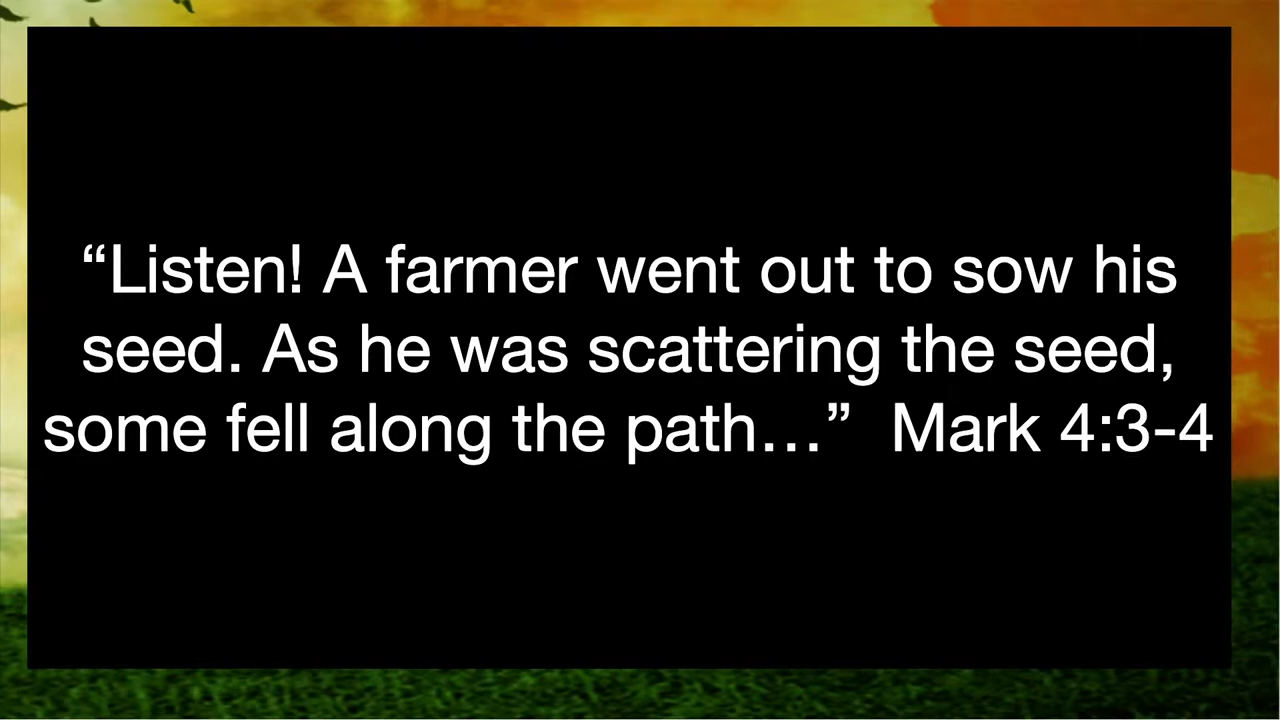 “Listen! A farmer went out to sow his
seed. As he was scattering the seed,
some fell along the path…”  Mark 4:3-4